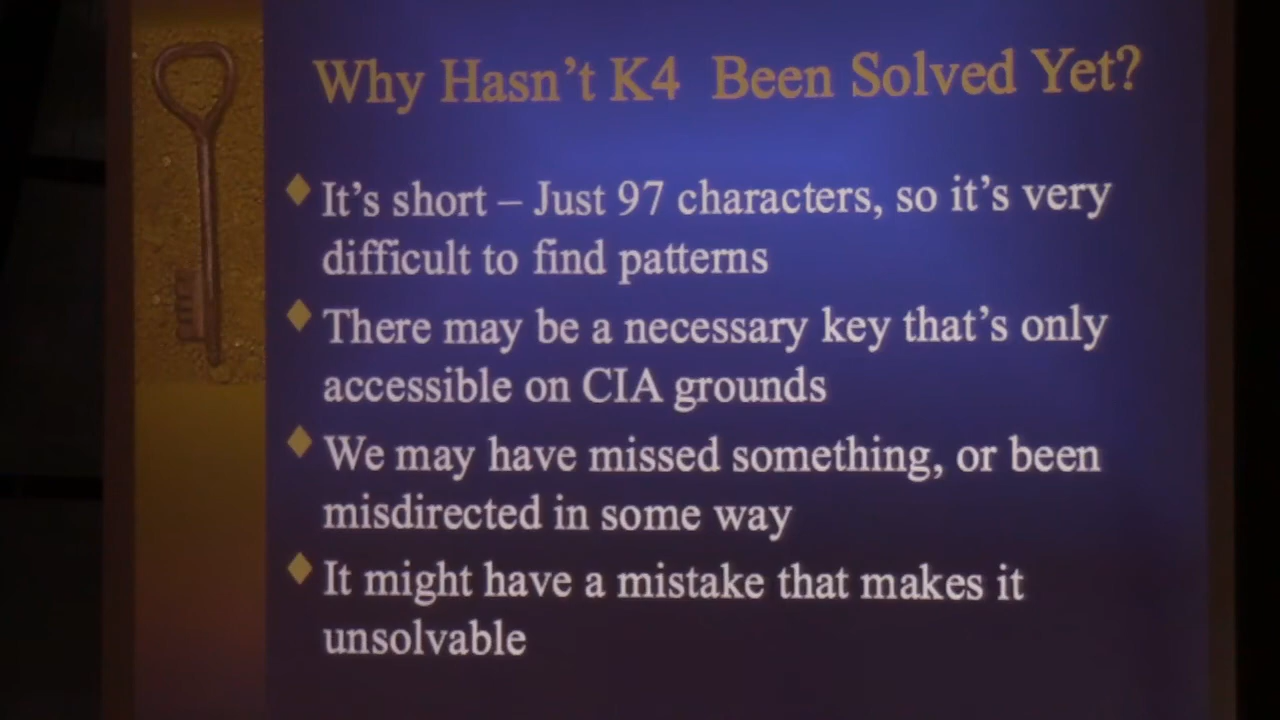 Why Hasn't K4 Been Solved Yet?
It's short – Just 97 characters, so it's very
difficult to find patterns
There may be a necessary key that's only
accessible on CIA grounds
We may have missed something, or been
misdirected in some way
It might have a mistake that makes it
unsolvable